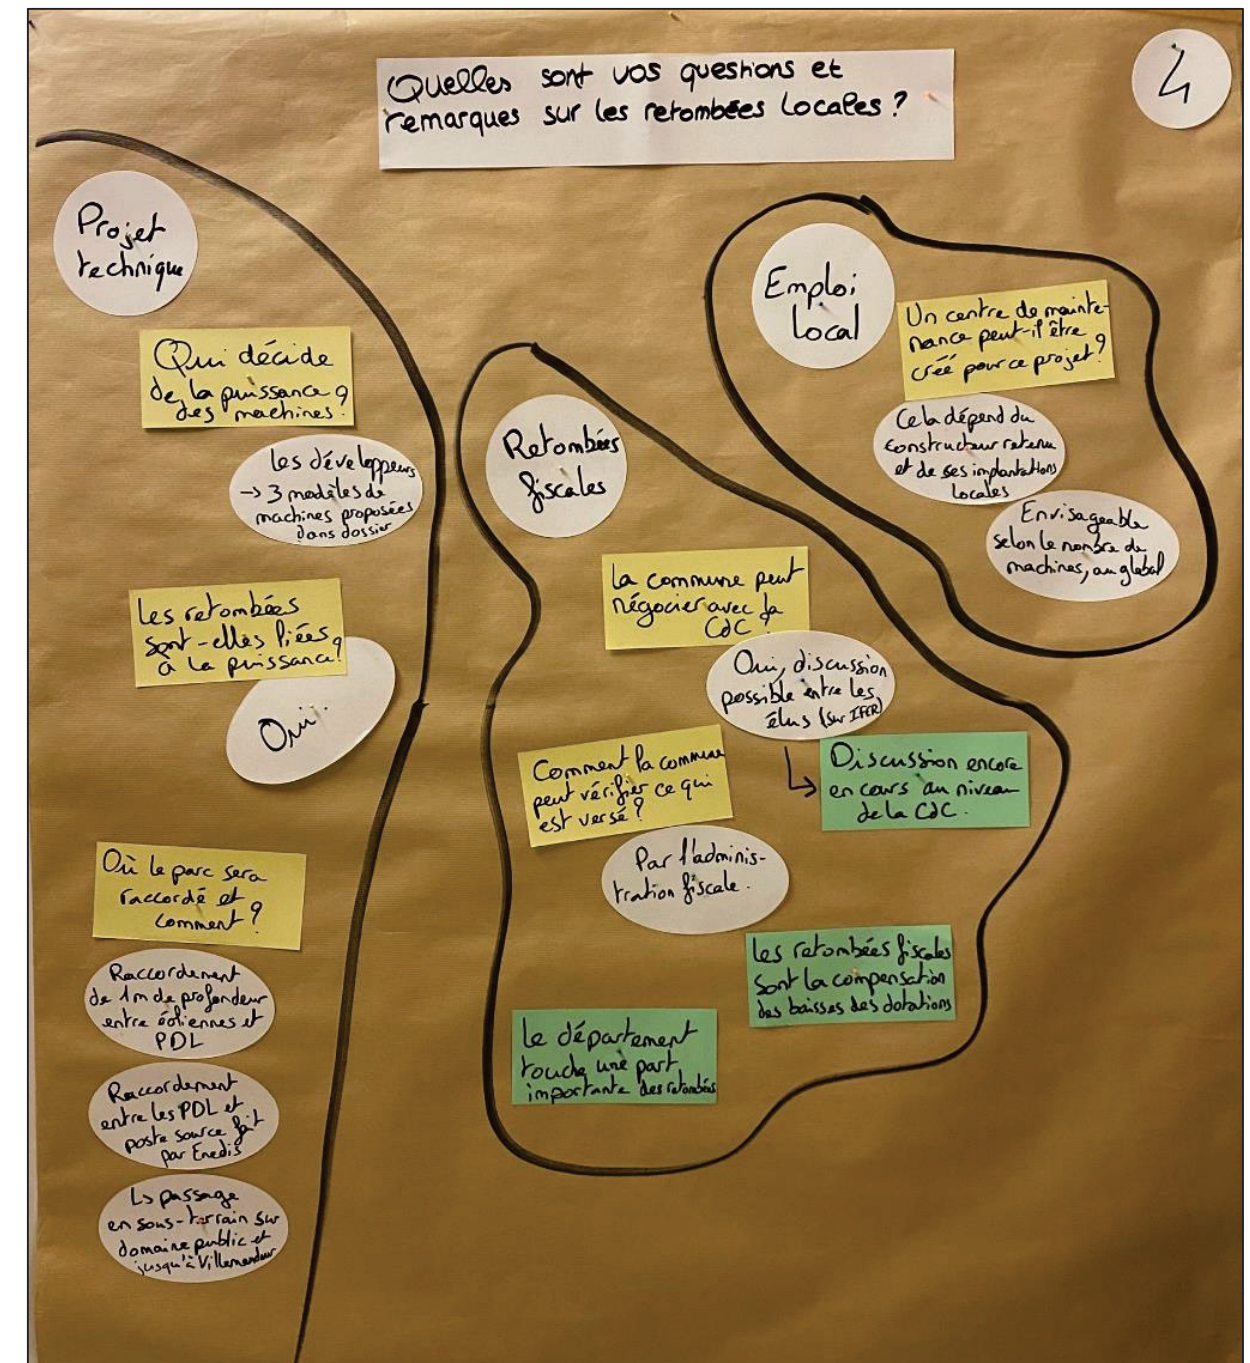 Quelles sont vos questions et
remarques sur les retombées locales ?
4
Projet
technique
Qui décide
de la puissance
des machines ?
Les développeurs
→ 3 modèles de
machines proposées
dans dossier
Les retombées
sont-elles liées
à la puissance ?
Oui.
Où le parc sera
raccordé et
comment ?
Raccordement
de 1m de profondeur
entre éoliennes et
PDL
Raccordement
entre les PDL et
poste source fait
par Enedis
↳ passage
en sous-terrain sur
domaine public et
jusqu'à Villemandeur
Retombées
fiscales
La commune peut
négocier avec la
CdC ?
Oui, discussion
possible entre les
élus (sur IFER)
Discussion encore
en cours au niveau
de la CdC.
Comment la commune
peut vérifier ce qui
est versé ?
Par l'adminis-
tration fiscale.
Les retombées fiscales
sont la compensation
des baisses des dotations
Le département
touche une part
importante des retombées
Emploi
local
Un centre de mainte-
nance peut-il être
créé pour ce projet ?
Cela dépend du
constructeur retenu
et de ses implantations
locales
Envisageable
selon le nombre de
machines, au global